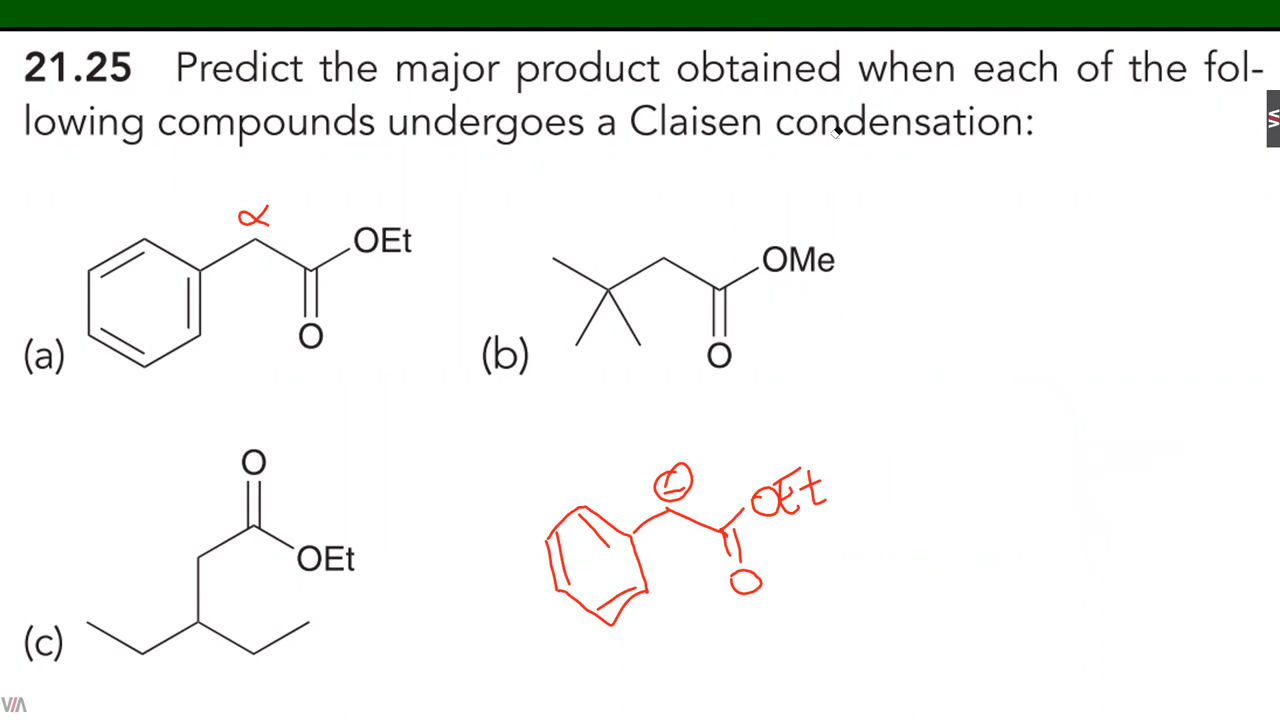 21.25 Predict the major product obtained when each of the fol-
lowing compounds undergoes a Claisen condensation:
α
OEt
O
(a)
OMe
O
(b)
O
OEt
(c)
⊖
OEt
O
VIA